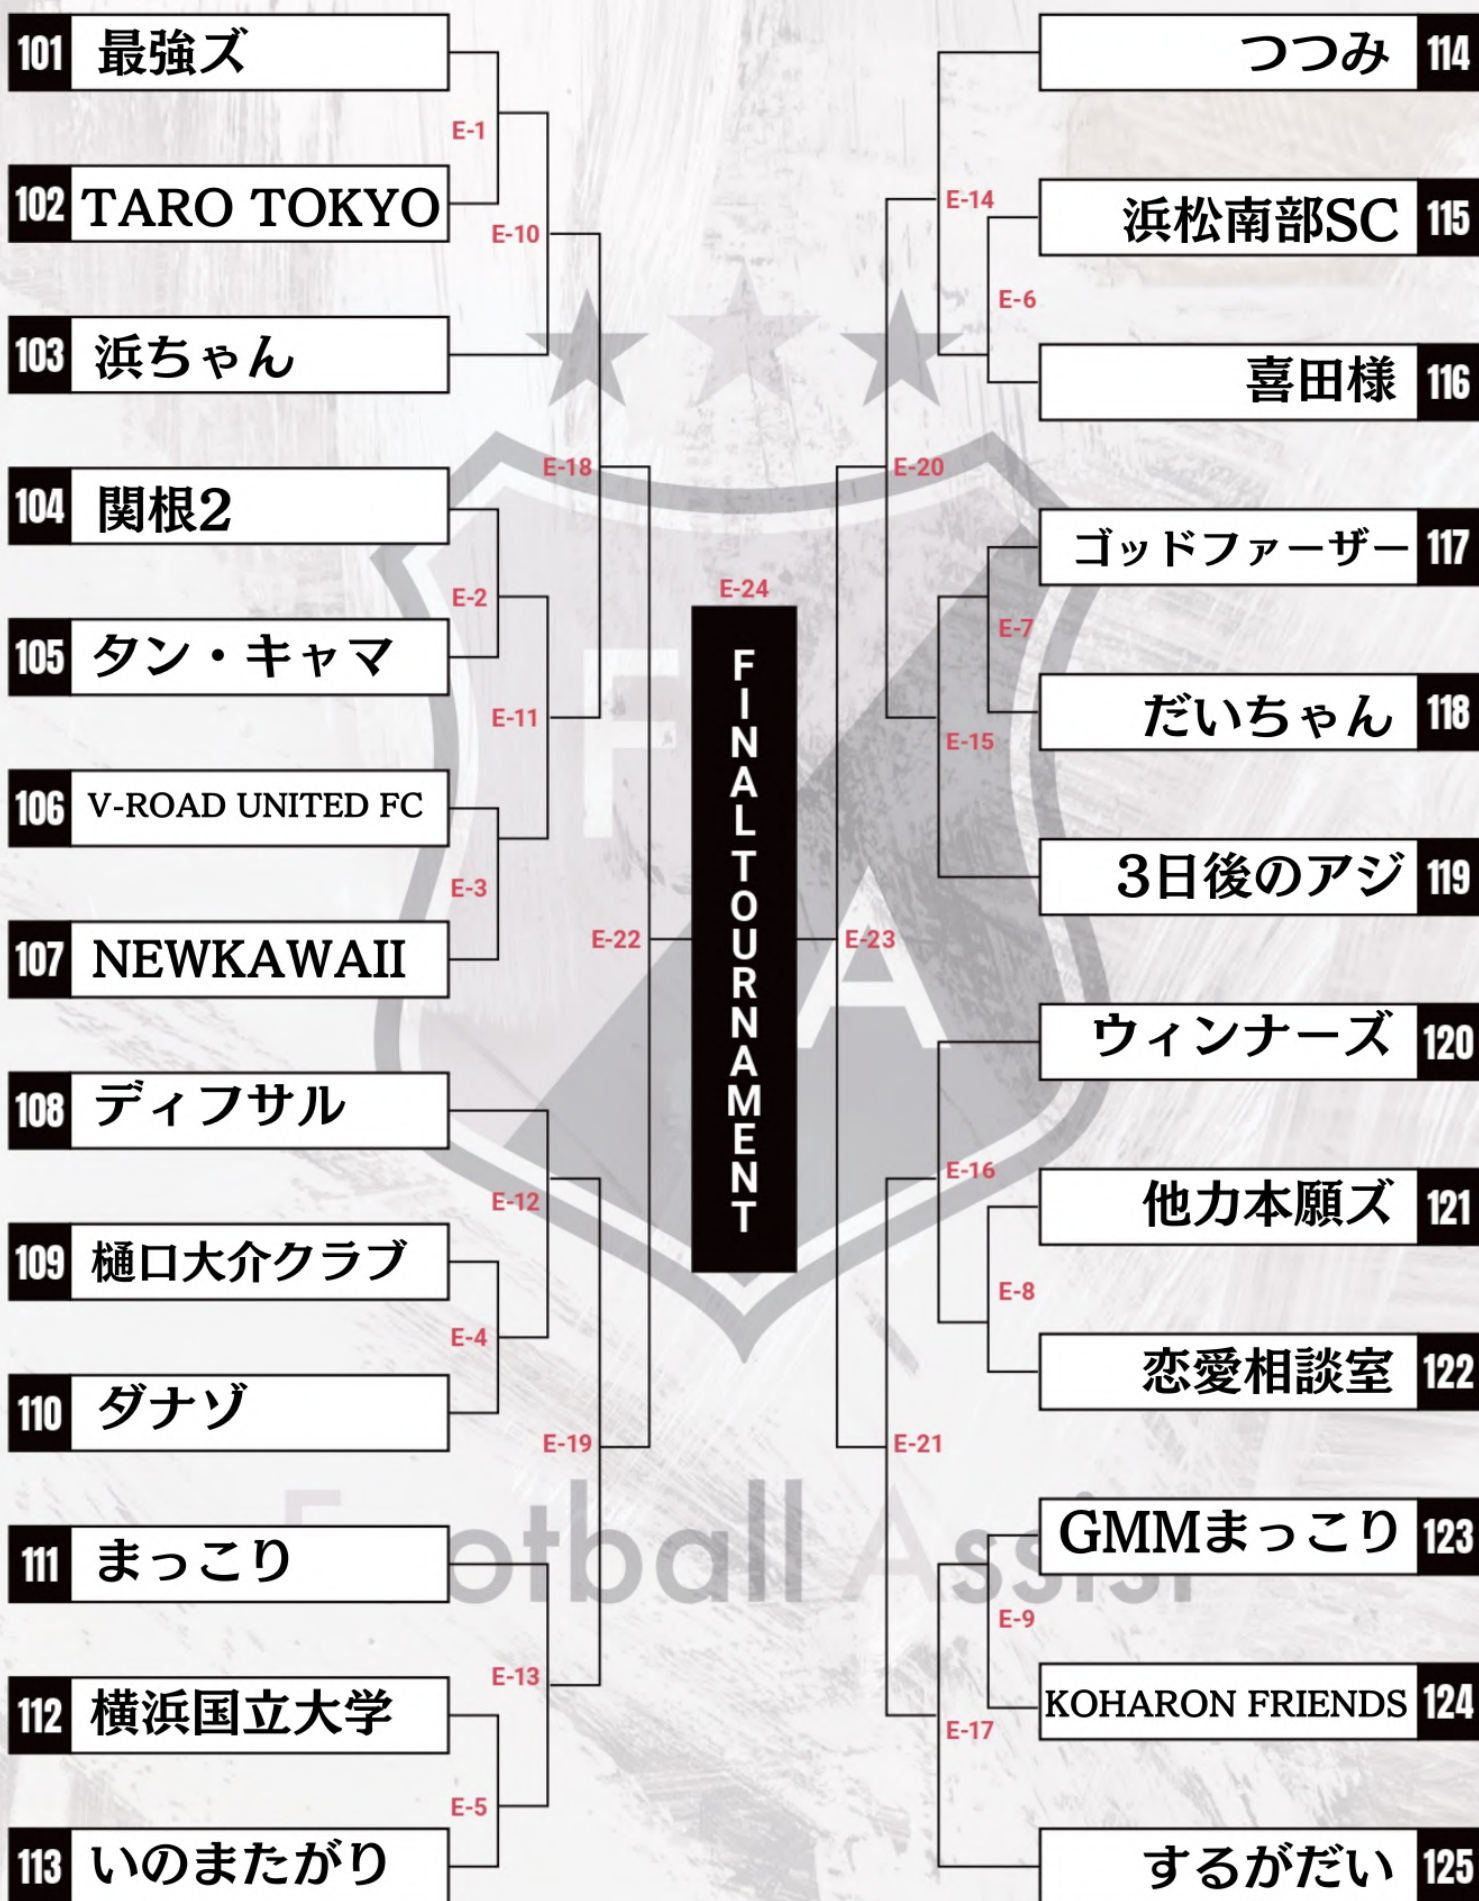 101 最強ズ
E-1
102 TARO TOKYO
E-10
103 浜ちゃん
E-18
104 関根2
E-2
105 タン・キャマ
E-11
106 V-ROAD UNITED FC
E-3
107 NEWKAWAII
E-22
108 ディフサル
E-12
109 樋口大介クラブ
E-4
110 ダナゾ
E-19
111 まっこり
E-13
112 横浜国立大学
E-5
113 いのまたがり
E-24
FINAL TOURNAMENT
F A
Football Assist
つつみ 114
E-14
浜松南部SC 115
E-6
喜田様 116
E-20
ゴッドファーザー 117
E-7
だいちゃん 118
E-15
3日後のアジ 119
E-23
ウィンナーズ 120
E-16
他力本願ズ 121
E-8
恋愛相談室 122
E-21
GMMまっこり 123
E-9
KOHARON FRIENDS 124
E-17
するがだい 125